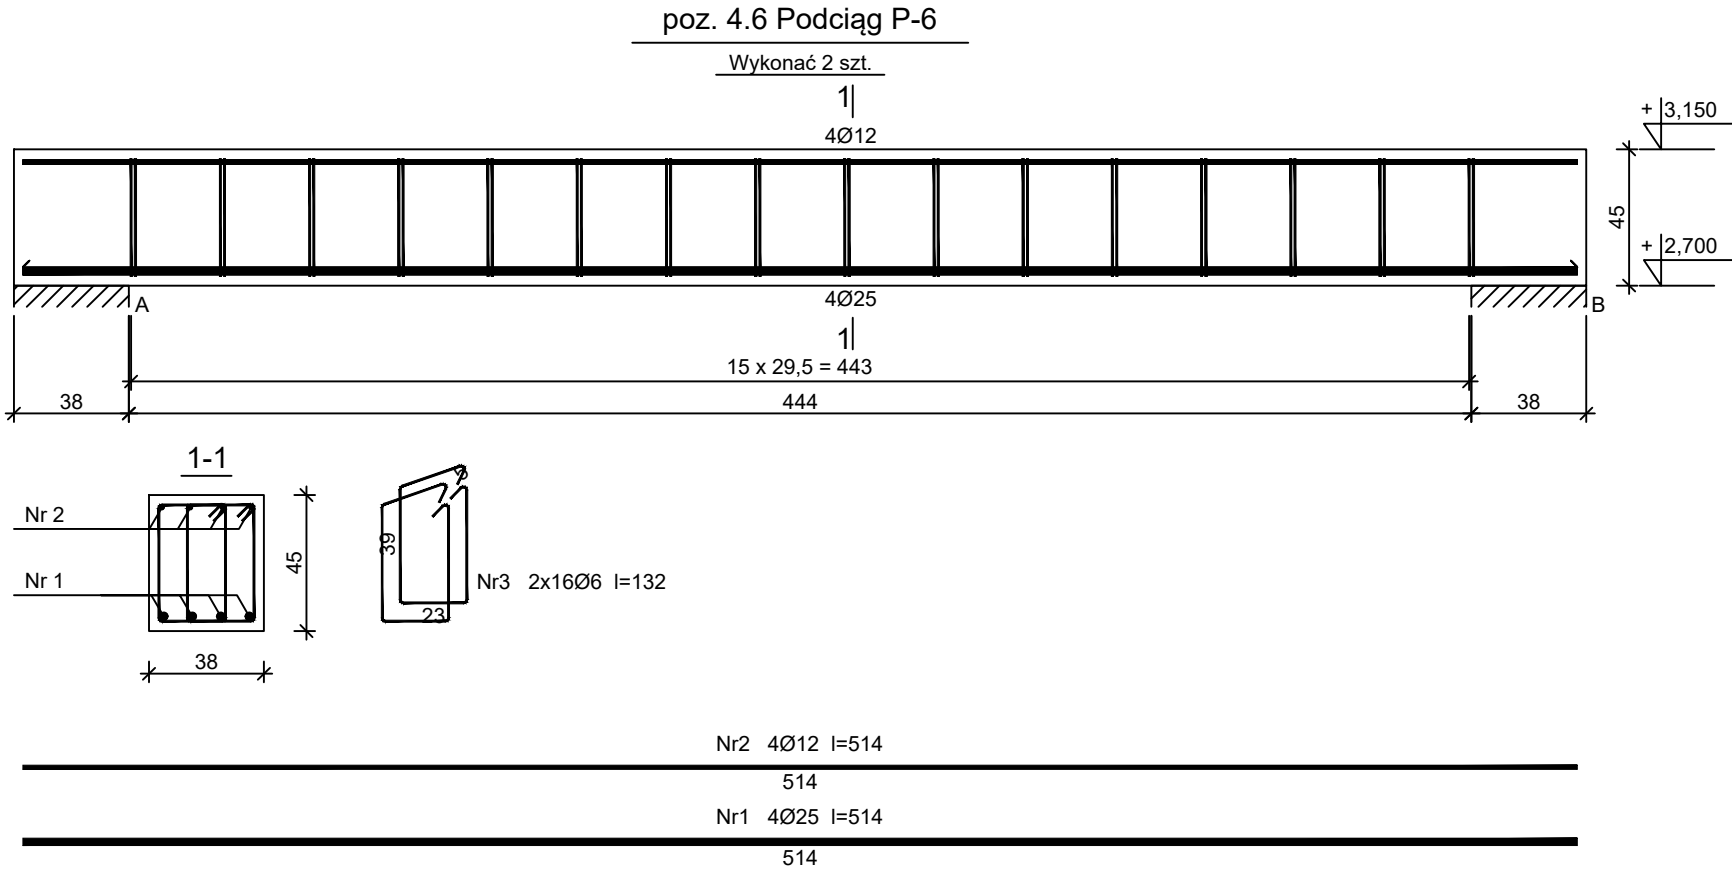 poz. 4.6 Podciąg P-6
Wykonać 2 szt.
1
4Ø12
+ 3,150
45
+ 2,700
A
4Ø25
B
1
15 x 29,5 = 443
38
444
38
1-1
Nr 2
Nr 1
45
38
5
39
23
Nr3 2x16Ø6 l=132
Nr2 4Ø12 l=514
514
Nr1 4Ø25 l=514
514